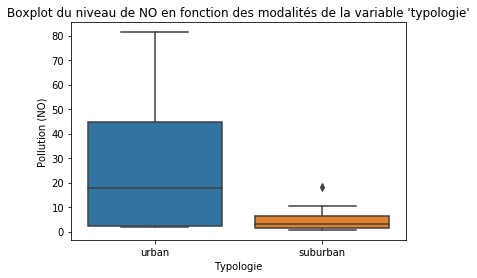 Boxplot du niveau de NO en fonction des modalités de la variable 'typologie'
Pollution (NO)
80
70
60
50
40
30
20
10
0
urban suburban
Typologie